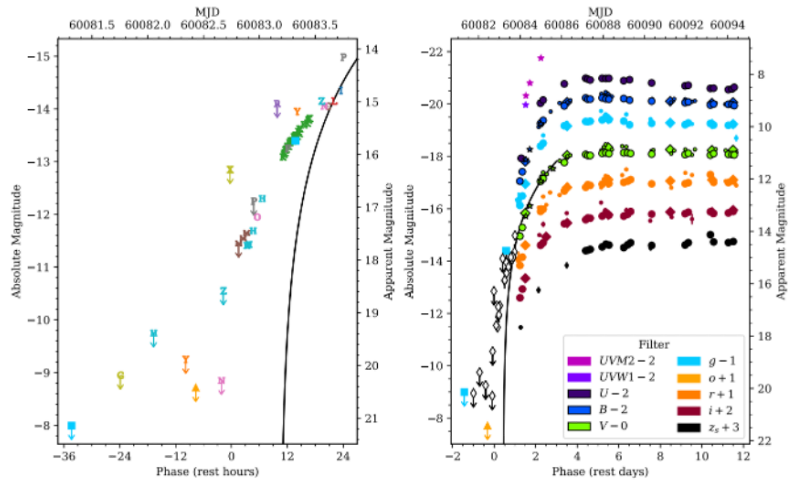 MJD
MJD
60081.5 60082.0 60082.5 60083.0 60083.5
60082 60084 60086 60088 60090 60092 60094
−15
−14
−13
−12
−11
−10
−9
−8
Absolute Magnitude
14
15
16
17
18
19
20
21
Apparent Magnitude
−36 −24 −12 0 12 24
Phase (rest hours)
−22
−20
−18
−16
−14
−12
−10
−8
Absolute Magnitude
8
10
12
14
16
18
20
22
Apparent Magnitude
−2 0 2 4 6 8 10 12
Phase (rest days)
Filter
UVM2−2
UVW1−2
U−2
B−2
V−0
g−1
o+1
r+1
i+2
zs+3